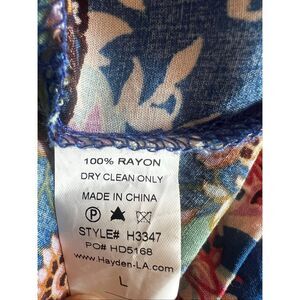 100% RAYON
DRY CLEAN ONLY
MADE IN CHINA
P
STYLE# H3347
PO# HD5168
www.Hayden-LA.com
L